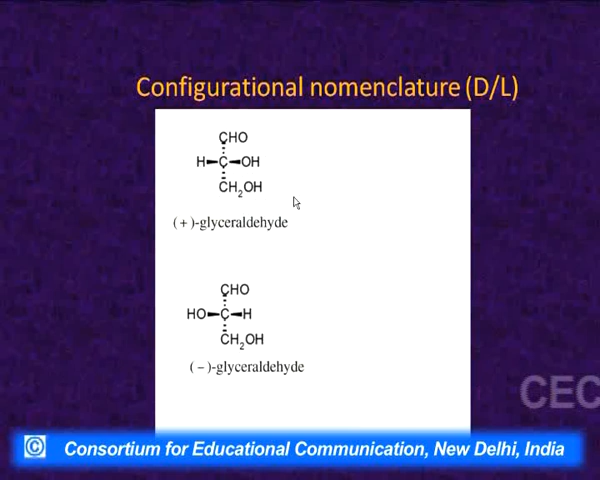 Configurational nomenclature (D/L)
CHO
H C OH
CH2OH
(+)-glyceraldehyde
CHO
HO C H
CH2OH
(–)-glyceraldehyde
CEC
© Consortium for Educational Communication, New Delhi, India